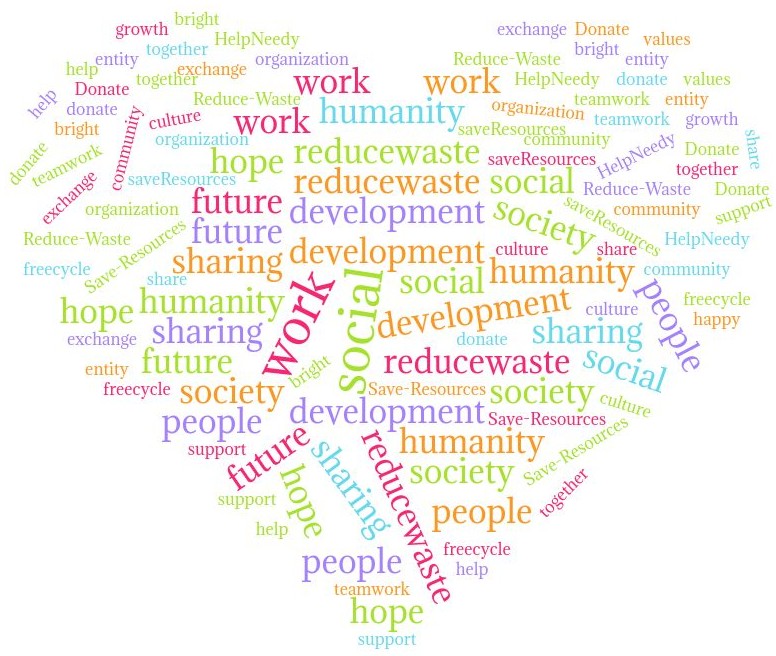 bright
growth
exchange
Donate
values
HelpNeedy
together
bright
entity
organization
Reduce-Waste
entity
help
together
exchange
work
work
HelpNeedy
donate
values
Donate
Reduce-Waste
teamwork
entity
help
donate
humanity
organization
culture
work
teamwork
growth
bright
community
organization
saveResources
community
share
donate
teamwork
hope
reducewaste
saveResources
HelpNeedy
Donate
together
exchange
saveResources
reducewaste
social
Reduce-Waste
Donate
future
organization
development
society
saveResources
community
support
Reduce-Waste
Save-Resources
future
HelpNeedy
sharing
development
culture
share
freecycle
share
social
humanity
community
hope
humanity
work
social
development
people
freecycle
culture
happy
exchange
sharing
donate
sharing
future
reducewaste
social
entity
bright
freecycle
society
Save-Resources
society
culture
people
development
Save-Resources
support
future
humanity
Save-Resources
sharing
reducewaste
society
support
hope
people
together
help
freecycle
people
help
teamwork
hope
support